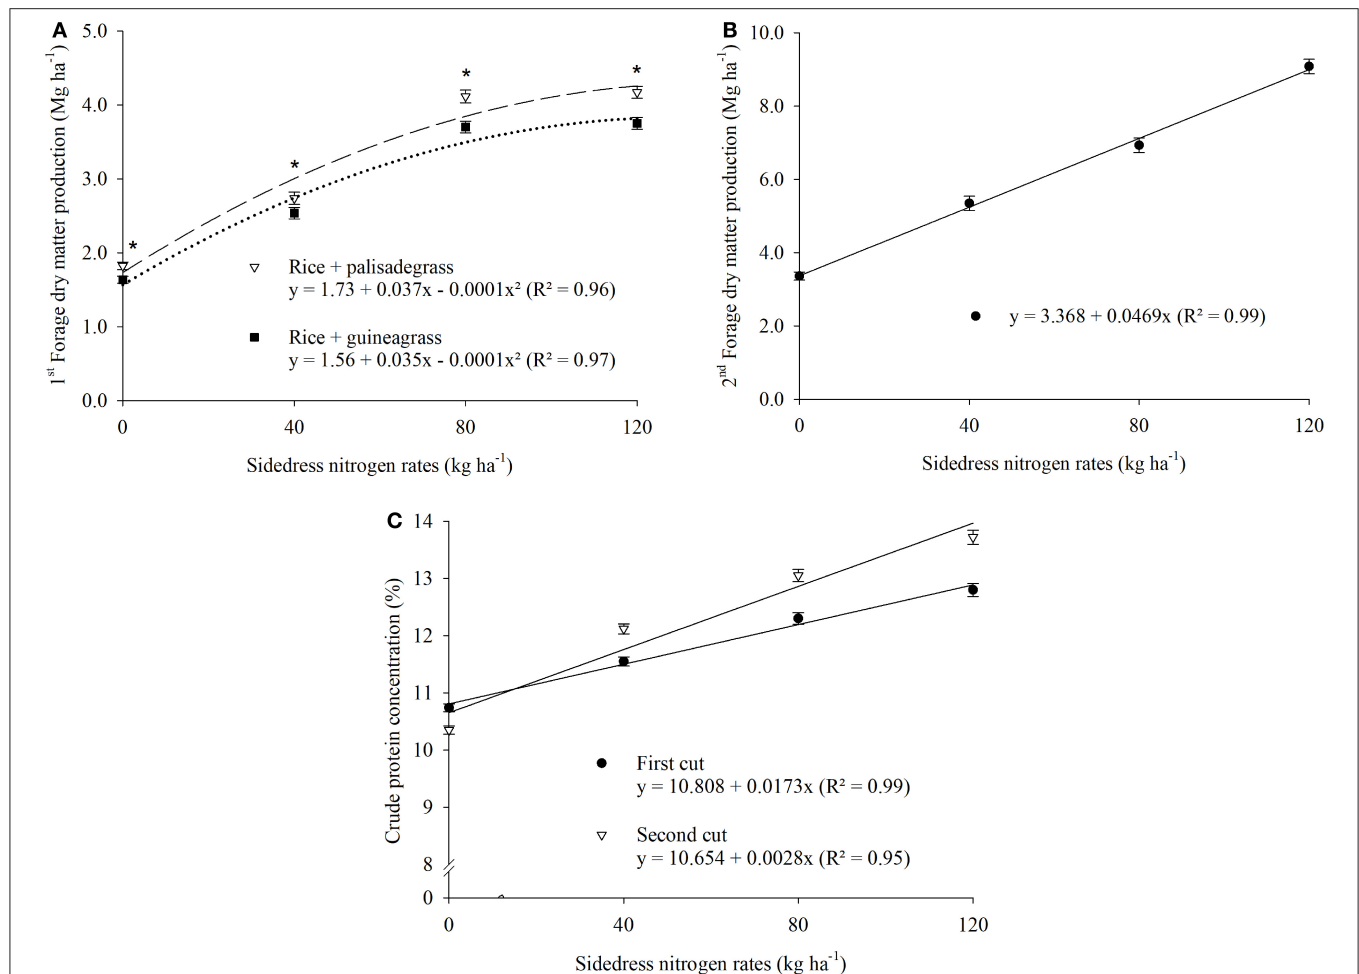 A
1st Forage dry matter production (Mg ha-1)
5.0
4.0
3.0
2.0
1.0
0.0
*
*
*
*
Rice + palisadegrass
y = 1.73 + 0.037x - 0.0001x² (R² = 0.96)
Rice + guineagrass
y = 1.56 + 0.035x - 0.0001x² (R² = 0.97)
0 40 80 120
Sidedress nitrogen rates (kg ha-1)
B
2nd Forage dry matter production (Mg ha-1)
10.0
8.0
6.0
4.0
2.0
0.0
y = 3.368 + 0.0469x (R² = 0.99)
0 40 80 120
Sidedress nitrogen rates (kg ha-1)
C
Crude protein concentration (%)
14
13
12
11
10
9
8
0
First cut
y = 10.808 + 0.0173x (R² = 0.99)
Second cut
y = 10.654 + 0.0028x (R² = 0.95)
0 40 80 120
Sidedress nitrogen rates (kg ha-1)